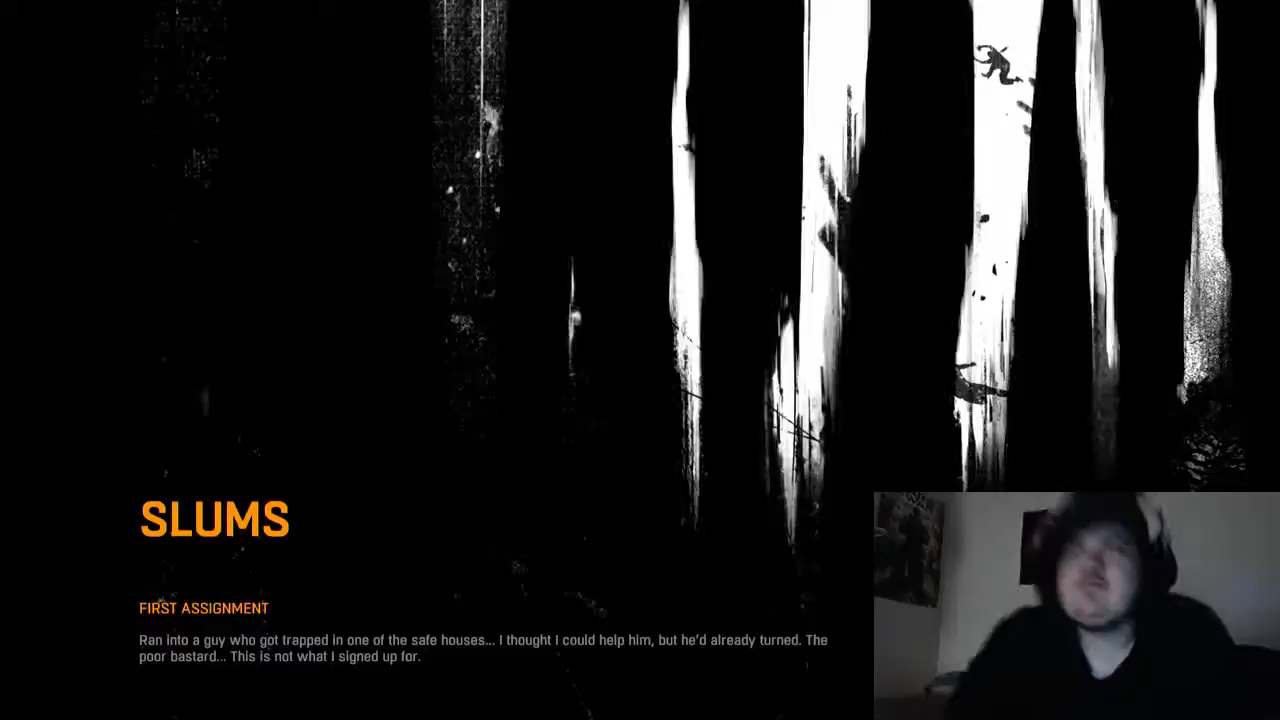 SLUMS
FIRST ASSIGNMENT
Ran into a guy who got trapped in one of the safe houses... I thought I could help him, but he'd already turned. The
poor bastard... This is not what I signed up for.